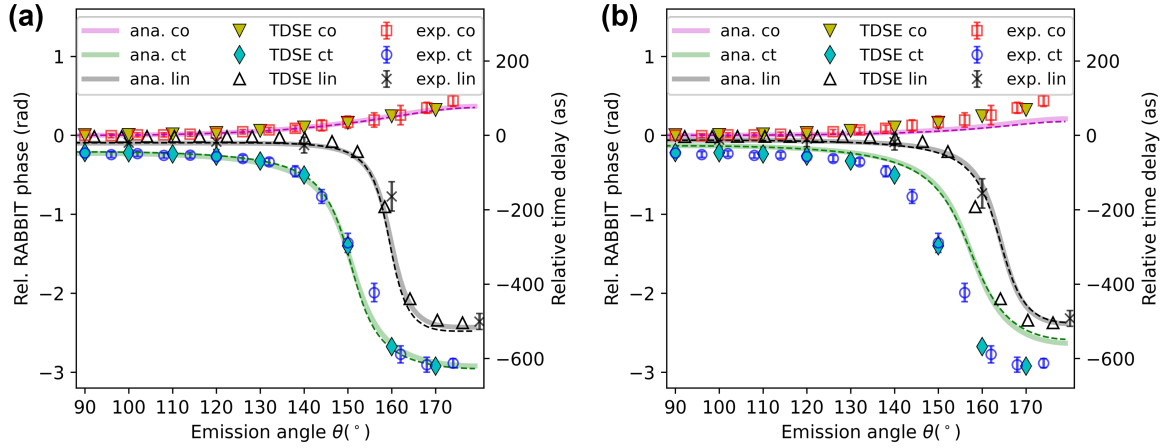 (a)
ana. co TDSE co exp. co
ana. ct TDSE ct exp. ct
ana. lin TDSE lin exp. lin
1
0
−1
−2
−3
Rel. RABBIT phase (rad)
200
0
−200
−400
−600
Relative time delay (as)
90 100 110 120 130 140 150 160 170
Emission angle θ(°)
(b)
ana. co TDSE co exp. co
ana. ct TDSE ct exp. ct
ana. lin TDSE lin exp. lin
1
0
−1
−2
−3
Rel. RABBIT phase (rad)
200
0
−200
−400
−600
Relative time delay (as)
90 100 110 120 130 140 150 160 170
Emission angle θ(°)